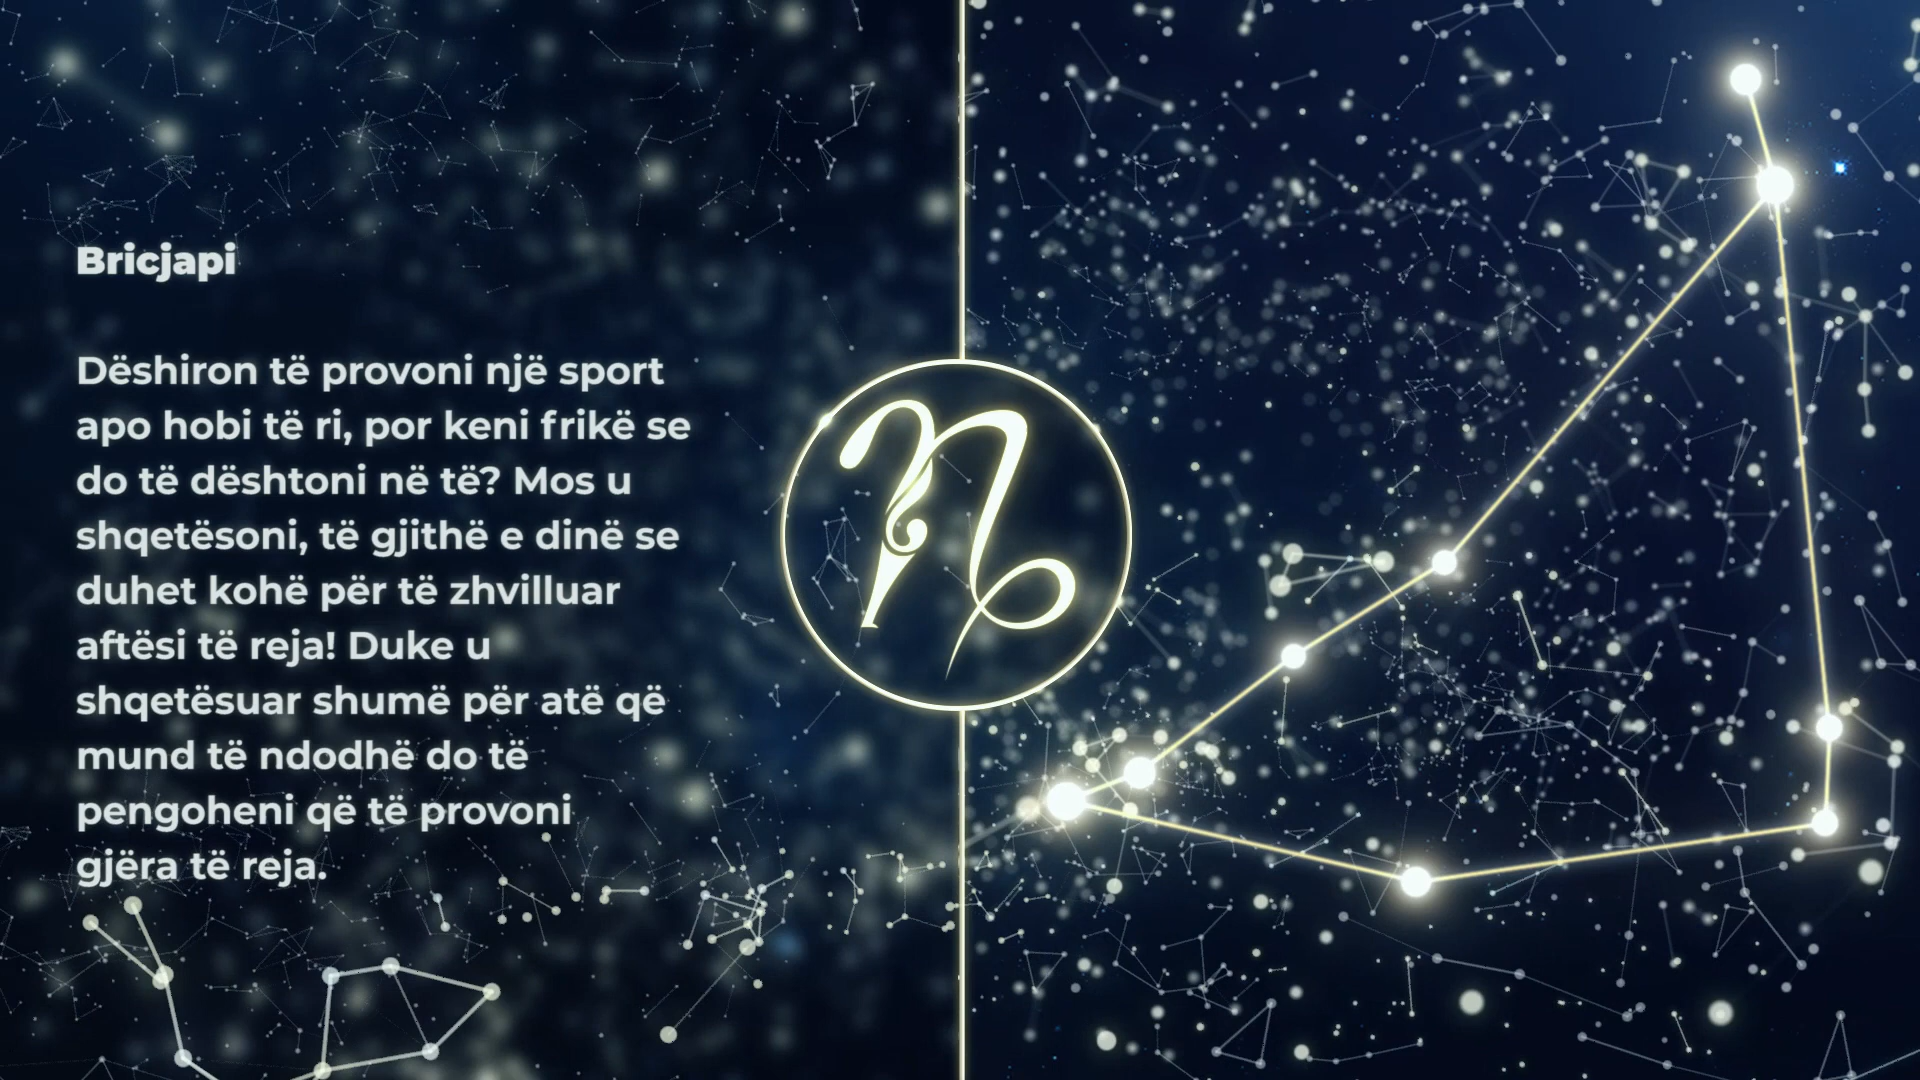 Bricjapi
Dëshiron të provoni një sport
apo hobi të ri, por keni frikë se
do të dështoni në të? Mos u
shqetësoni, të gjithë e dinë se
duhet kohë për të zhvilluar
aftësi të reja! Duke u
shqetësuar shumë për atë që
mund të ndodhë do të
pengoheni që të provoni
gjëra të reja.